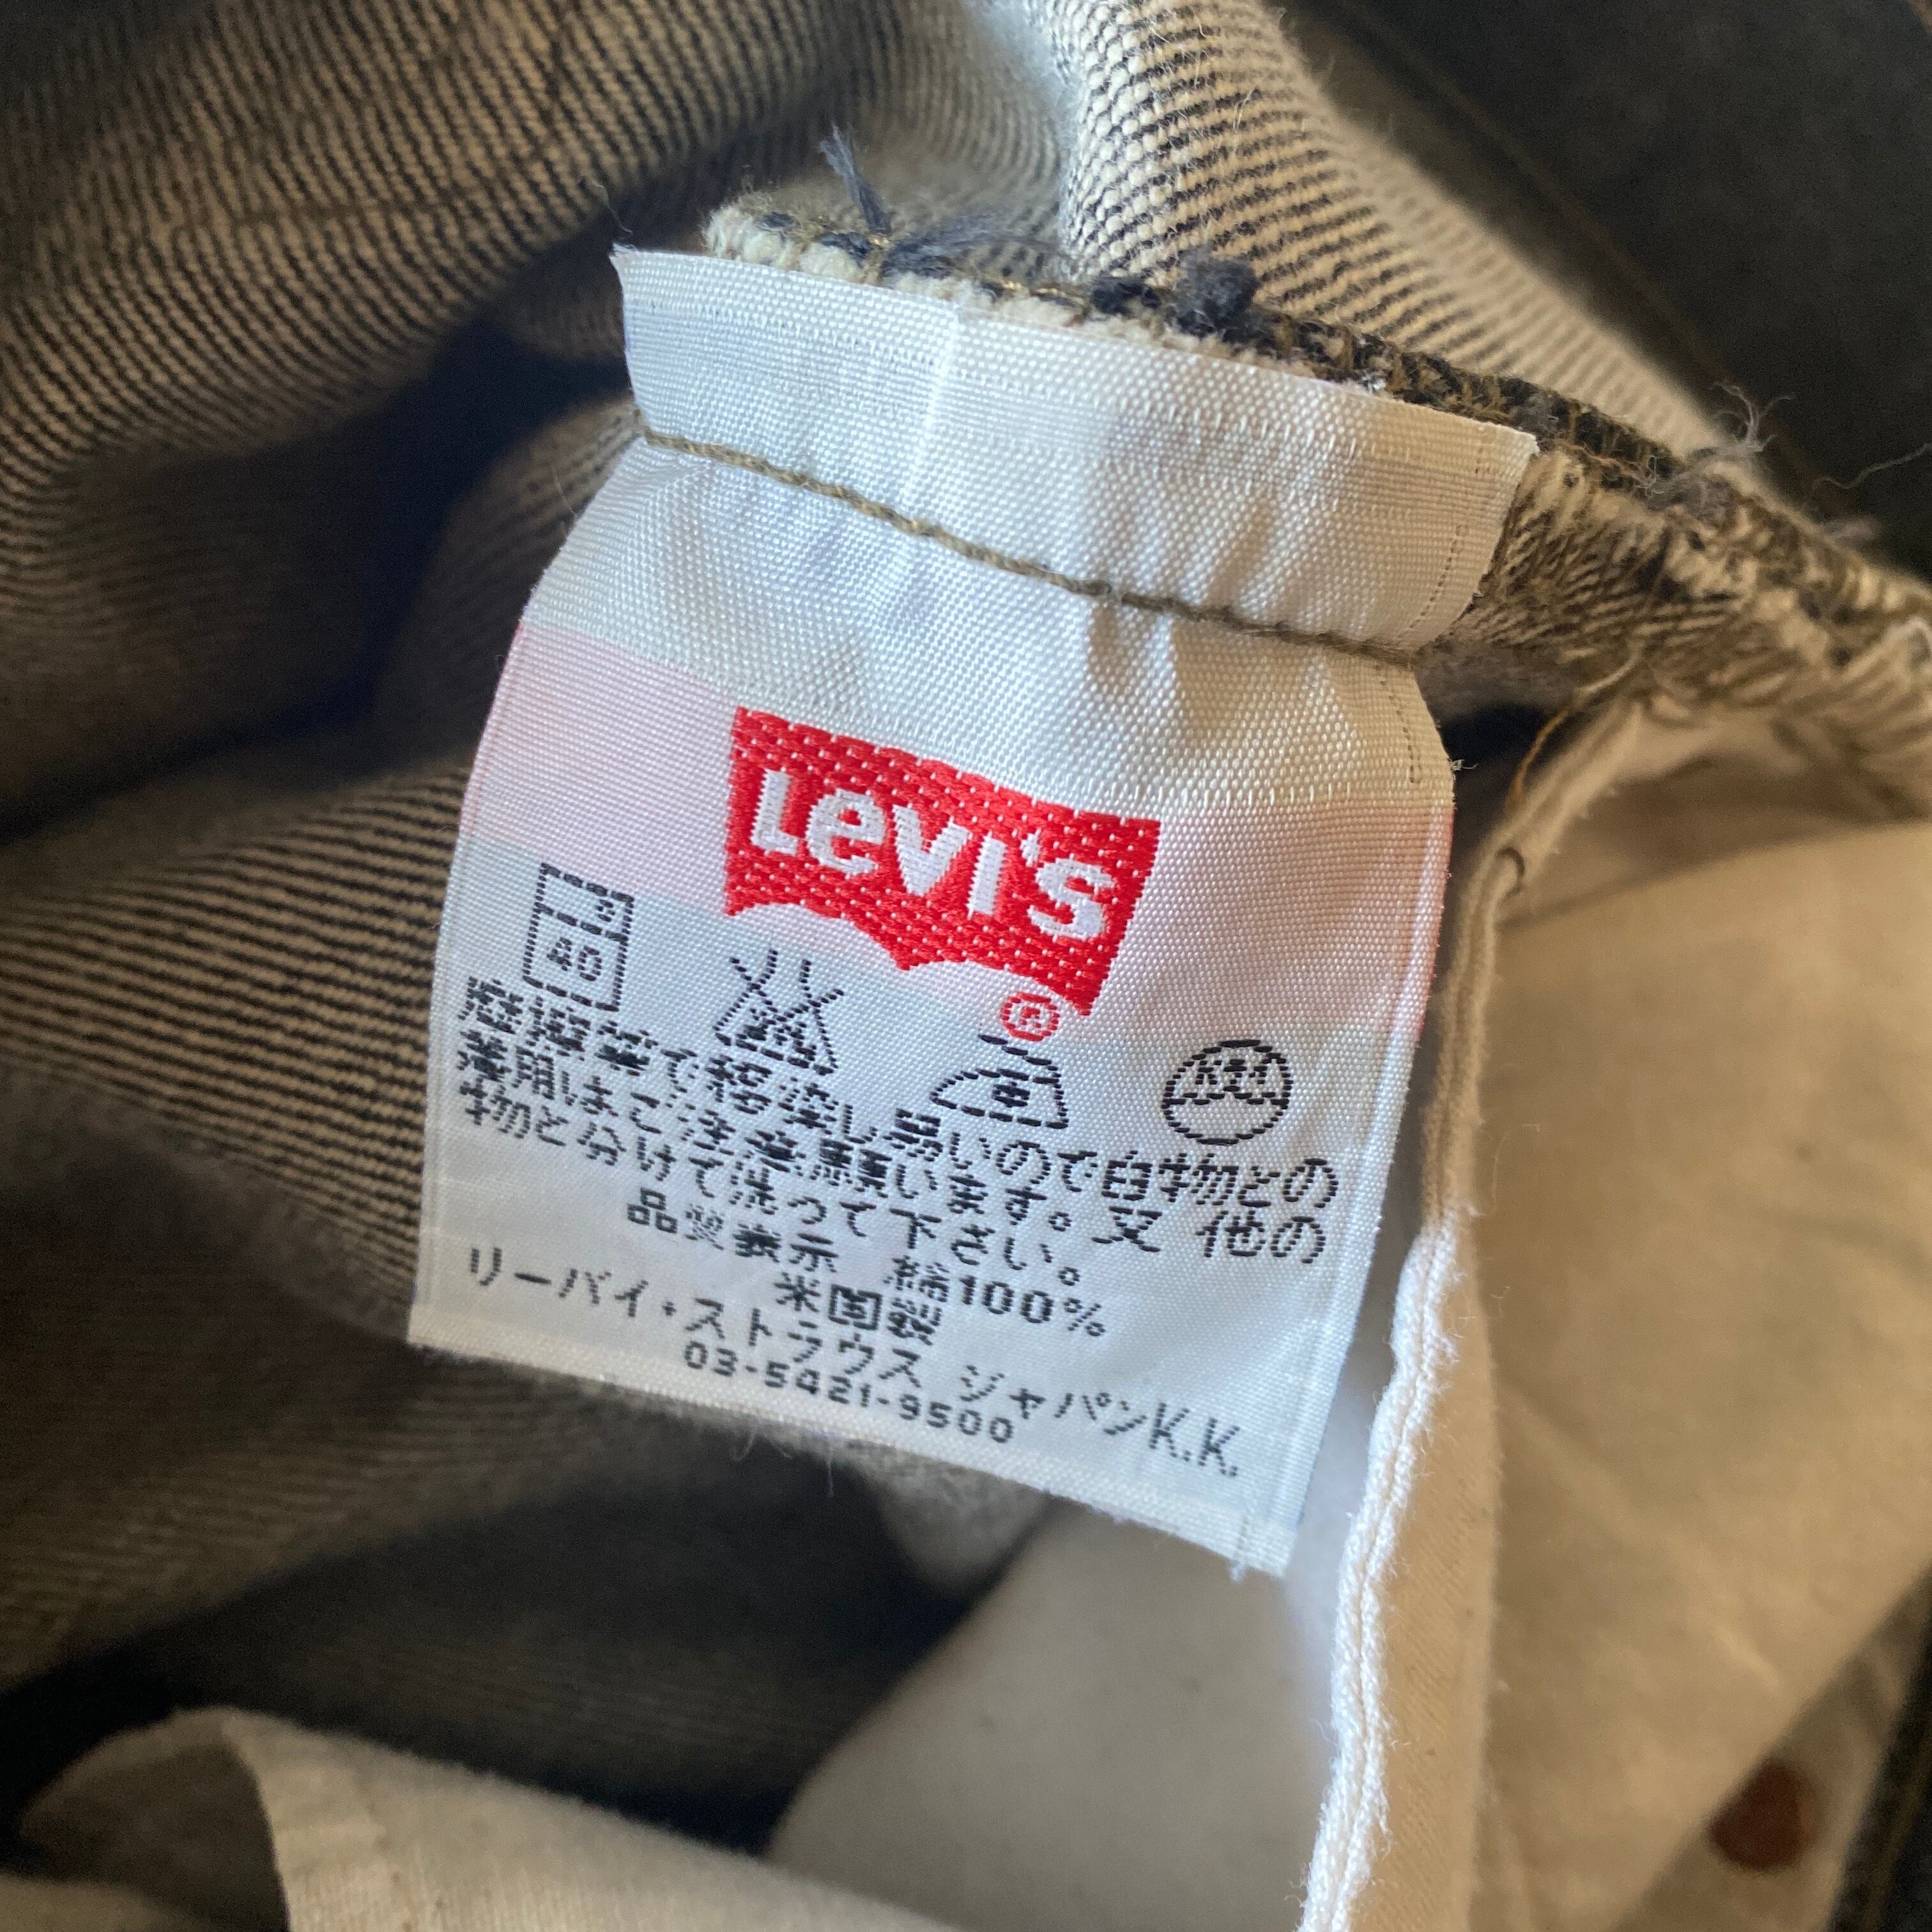 Levi's
®
40
摩擦等で移染し易いので白物との
着用はご注意願います。又 他の
物と分けて洗って下さい。
品質表示 綿100%
米国製
リーバイ・ストラウス ジャパンK.K.
03-5421-9500